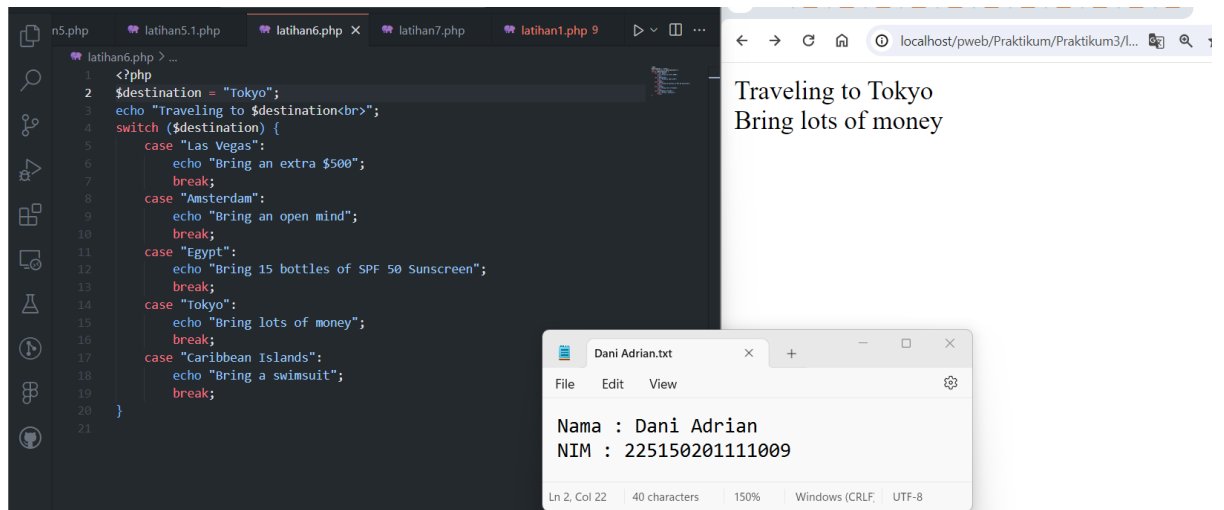 n5.php latihan5.1.php latihan6.php latihan7.php latihan1.php 9
latihan6.php > ...
1 <?php
2 $destination = "Tokyo";
3 echo "Traveling to $destination<br>";
4 switch ($destination) {
5 case "Las Vegas":
6 echo "Bring an extra $500";
7 break;
8 case "Amsterdam":
9 echo "Bring an open mind";
10 break;
11 case "Egypt":
12 echo "Bring 15 bottles of SPF 50 Sunscreen";
13 break;
14 case "Tokyo":
15 echo "Bring lots of money";
16 break;
17 case "Caribbean Islands":
18 echo "Bring a swimsuit";
19 break;
20 }
21
localhost/pweb/Praktikum/Praktikum3/l...
Traveling to Tokyo
Bring lots of money
Dani Adrian.txt
File Edit View
Nama : Dani Adrian
NIM : 225150201111009
Ln 2, Col 22 40 characters 150% Windows (CRLF) UTF-8